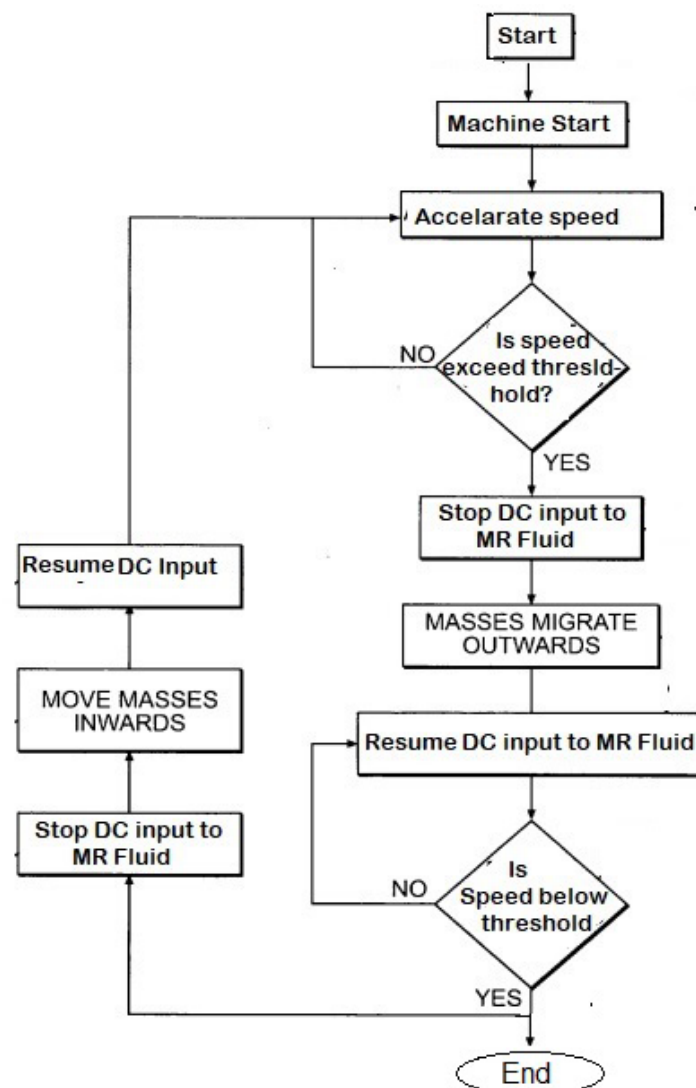 Start
Machine Start
Accelarate speed
NO
Is speed
exceed thresld-
hold?
YES
Stop DC input to
MR Fluid
MASSES MIGRATE
OUTWARDS
Resume DC input to MR Fluid
NO
Is
Speed below
threshold
YES
End
Stop DC input to
MR Fluid
MOVE MASSES
INWARDS
Resume DC Input